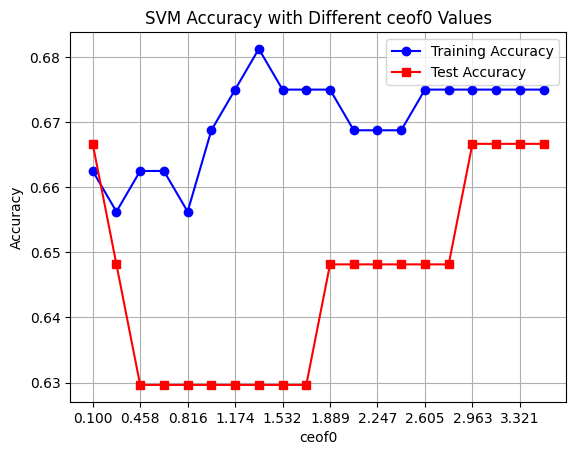 SVM Accuracy with Different ceof0 Values
Training Accuracy
Test Accuracy
Accuracy
0.68
0.67
0.66
0.65
0.64
0.63
0.100 0.458 0.816 1.174 1.532 1.889 2.247 2.605 2.963 3.321
ceof0